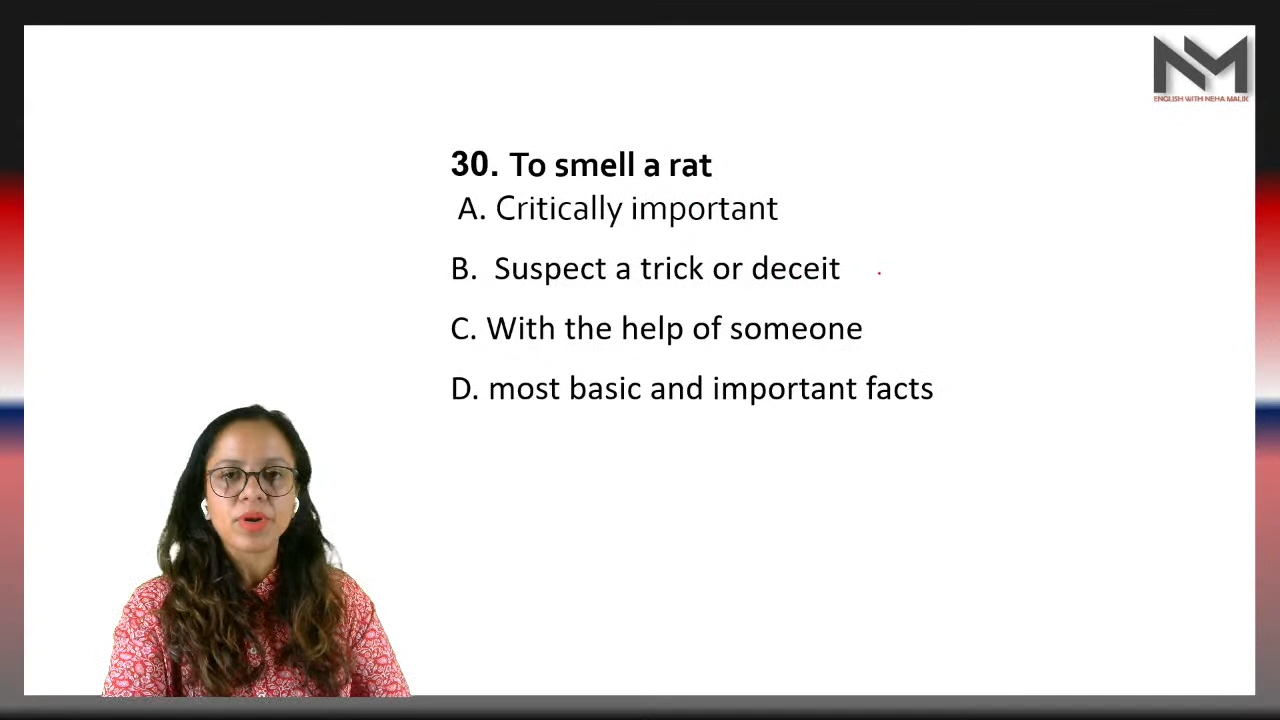 NM
ENGLISH WITH NEHA MALIK
30. To smell a rat
A. Critically important
B. Suspect a trick or deceit
C. With the help of someone
D. most basic and important facts